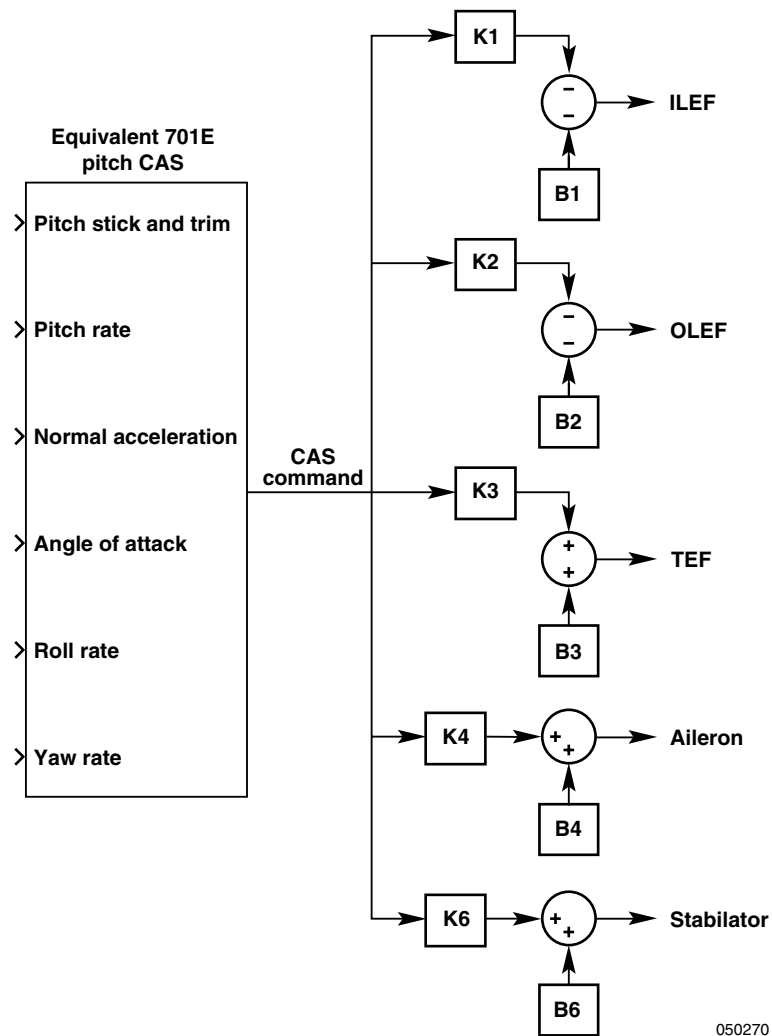 Equivalent 701E
pitch CAS
Pitch stick and trim
Pitch rate
Normal acceleration
Angle of attack
Roll rate
Yaw rate
CAS
command
K1
−
−
ILEF
B1
K2
−
−
OLEF
B2
K3
+
+
TEF
B3
K4
+
+
Aileron
B4
K6
+
+
Stabilator
B6
050270